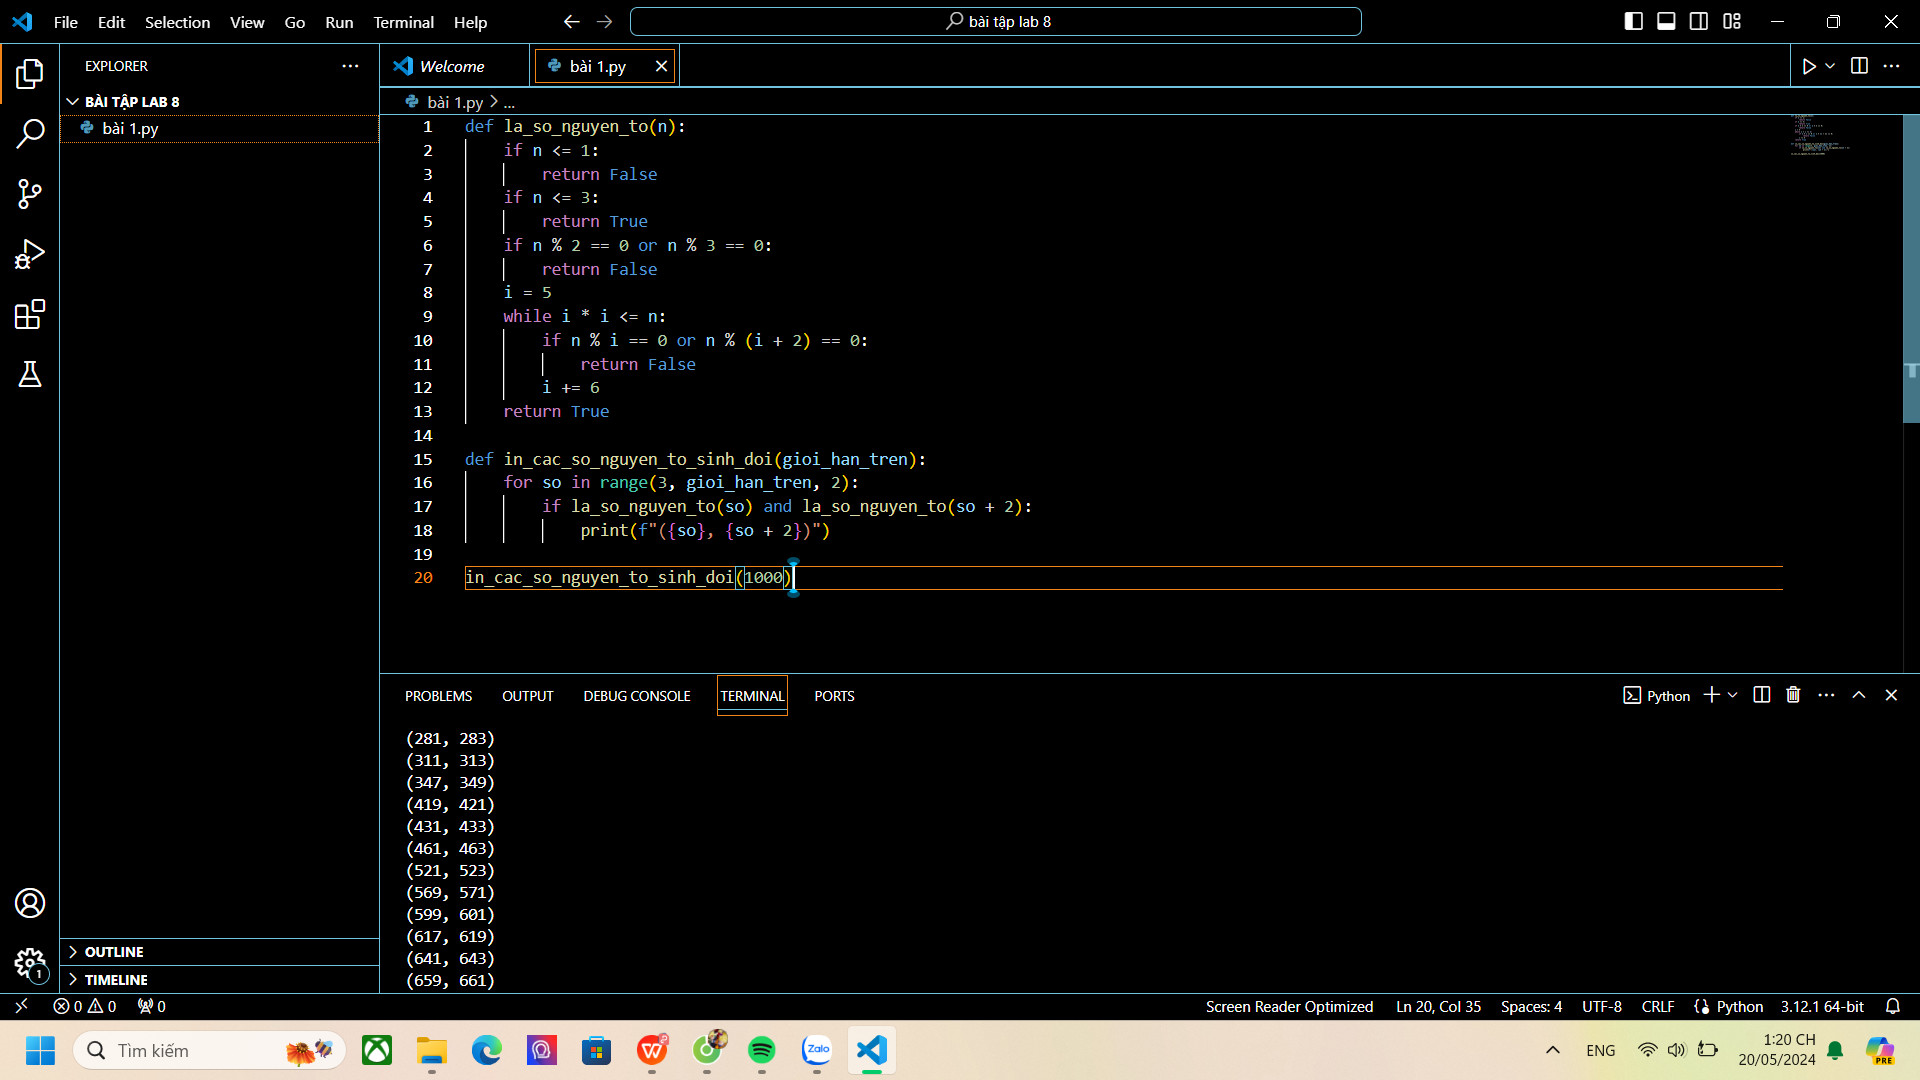 File Edit Selection View Go Run Terminal Help
bài tập lab 8
EXPLORER
BÀI TẬP LAB 8
bài 1.py
OUTLINE
TIMELINE
Welcome
bài 1.py
bài 1.py > ...
1 def la_so_nguyen_to(n):
2     if n <= 1:
3         return False
4     if n <= 3:
5         return True
6     if n % 2 == 0 or n % 3 == 0:
7         return False
8     i = 5
9     while i * i <= n:
10         if n % i == 0 or n % (i + 2) == 0:
11             return False
12         i += 6
13     return True
14
15 def in_cac_so_nguyen_to_sinh_doi(gioi_han_tren):
16     for so in range(3, gioi_han_tren, 2):
17         if la_so_nguyen_to(so) and la_so_nguyen_to(so + 2):
18             print(f"({so}, {so + 2})")
19
20 in_cac_so_nguyen_to_sinh_doi(1000)
PROBLEMS OUTPUT DEBUG CONSOLE TERMINAL PORTS
Python
(281, 283)
(311, 313)
(347, 349)
(419, 421)
(431, 433)
(461, 463)
(521, 523)
(569, 571)
(599, 601)
(617, 619)
(641, 643)
(659, 661)
1
0 0 0
Screen Reader Optimized Ln 20, Col 35 Spaces: 4 UTF-8 CRLF Python 3.12.1 64-bit
Tìm kiếm
Zalo
ENG
1:20 CH
20/05/2024
PRE